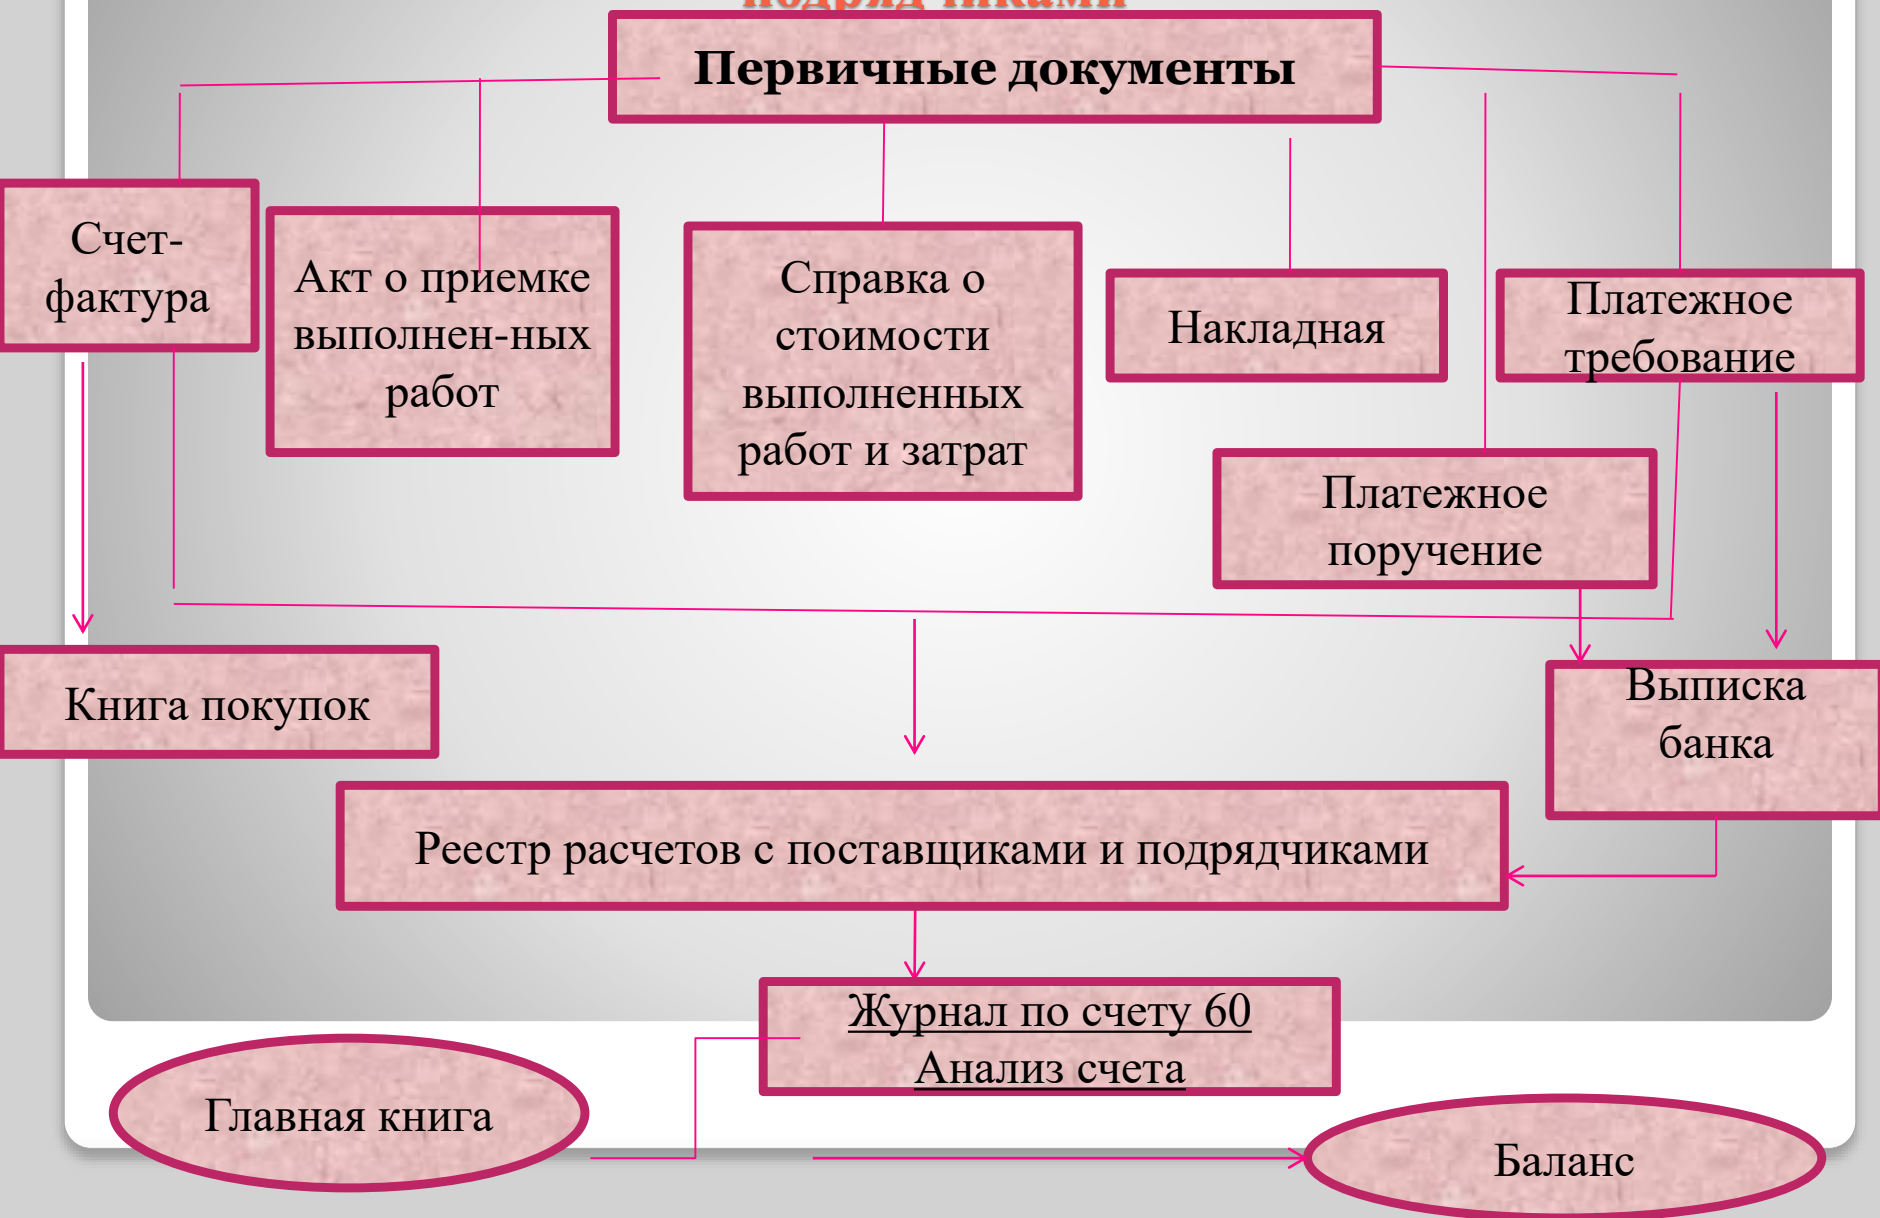 подрядчиками
Первичные документы
Счет-
фактура
Акт о приемке
выполнен-ных
работ
Справка о
стоимости
выполненных
работ и затрат
Накладная
Платежное
требование
Платежное
поручение
Книга покупок
Выписка
банка
Реестр расчетов с поставщиками и подрядчиками
Журнал по счету 60
Анализ счета
Главная книга
Баланс